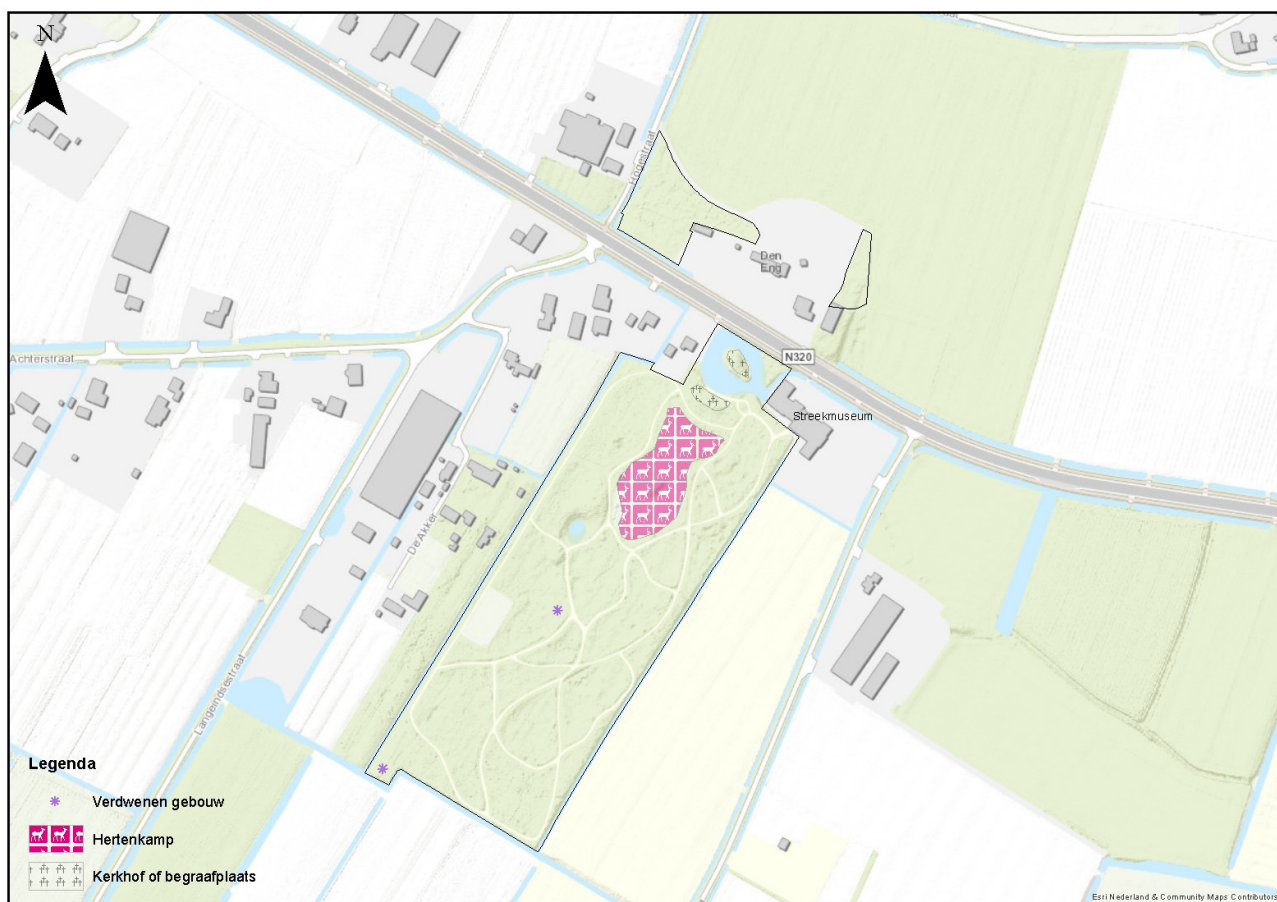 N
Hogestraat
Den
Eng
Achterstraat
N320
Streekmuseum
De Akker
Langeindsestraat
Legenda
Verdwenen gebouw
Hertenkamp
Kerkhof of begraafplaats
Esri Nederland & Community Maps Contributors